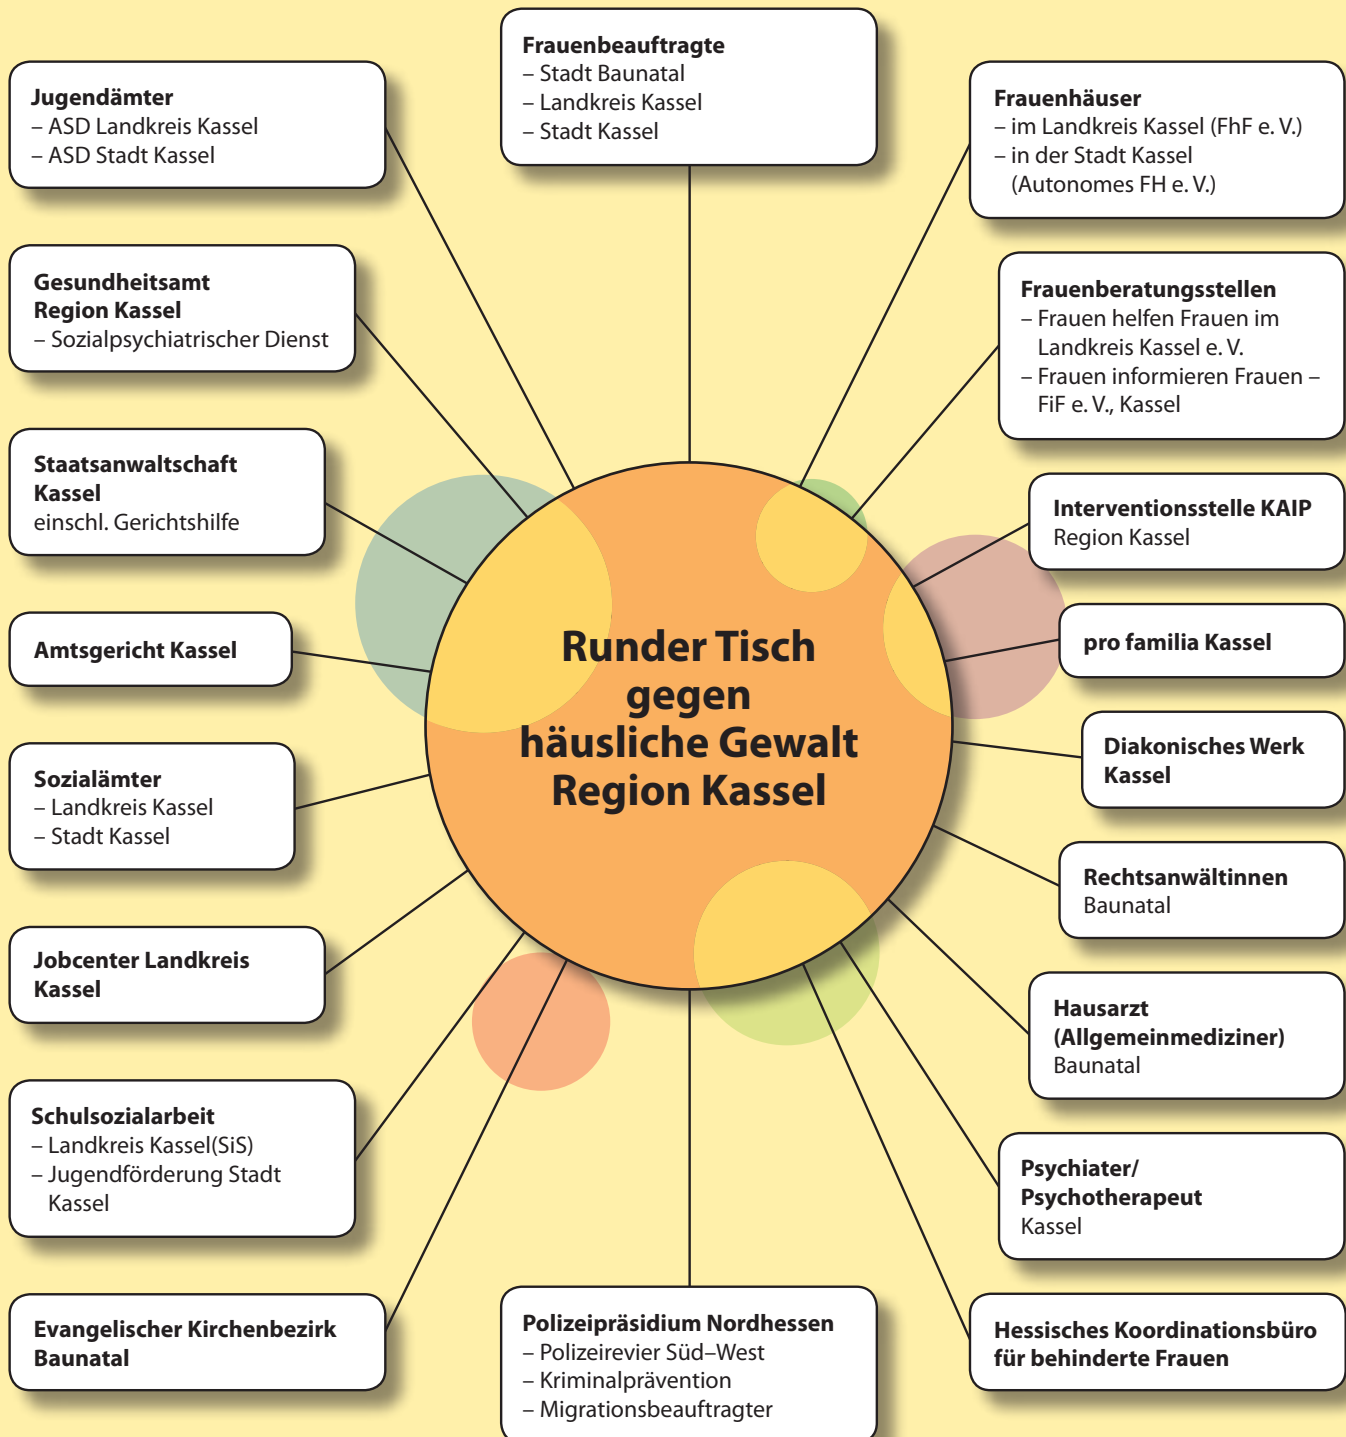 Frauenbeauftragte
– Stadt Baunatal
– Landkreis Kassel
– Stadt Kassel
Jugendämter
– ASD Landkreis Kassel
– ASD Stadt Kassel
Gesundheitsamt
Region Kassel
– Sozialpsychiatrischer Dienst
Staatsanwaltschaft
Kassel
einschl. Gerichtshilfe
Amtsgericht Kassel
Sozialämter
– Landkreis Kassel
– Stadt Kassel
Jobcenter Landkreis
Kassel
Schulsozialarbeit
– Landkreis Kassel(SiS)
– Jugendförderung Stadt
Kassel
Evangelischer Kirchenbezirk
Baunatal
Runder Tisch
gegen
häusliche Gewalt
Region Kassel
Frauenhäuser
– im Landkreis Kassel (FhF e. V.)
– in der Stadt Kassel
(Autonomes FH e. V.)
Frauenberatungsstellen
– Frauen helfen Frauen im
Landkreis Kassel e. V.
– Frauen informieren Frauen –
FiF e. V., Kassel
Interventionsstelle KAIP
Region Kassel
pro familia Kassel
Diakonisches Werk
Kassel
Rechtsanwältinnen
Baunatal
Hausarzt
(Allgemeinmediziner)
Baunatal
Psychiater/
Psychotherapeut
Kassel
Hessisches Koordinationsbüro
für behinderte Frauen
Polizeipräsidium Nordhessen
– Polizeirevier Süd–West
– Kriminalprävention
– Migrationsbeauftragter